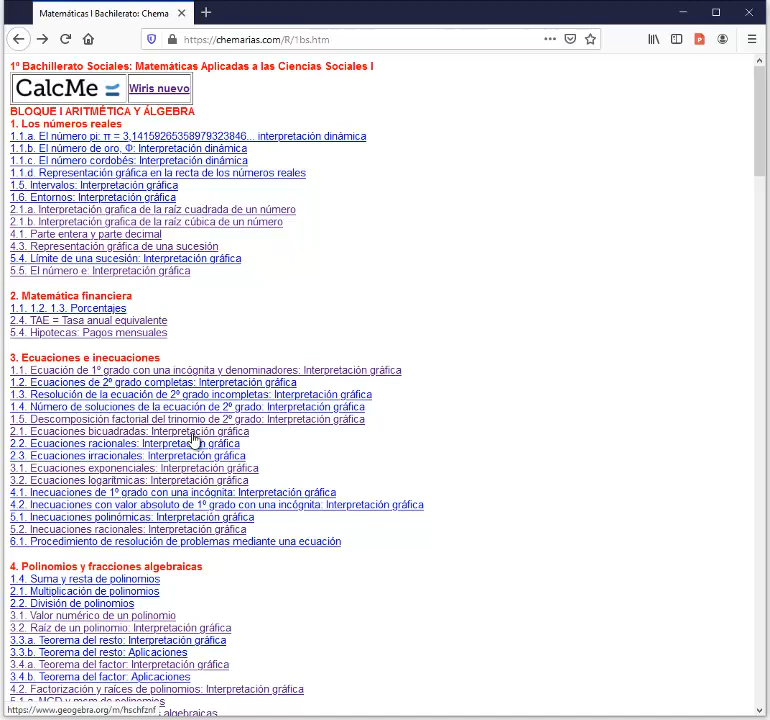 Matemáticas I Bachilerato: Chema
https://chemarias.com/R/1bs.htm
1º Bachillerato Sociales: Matemáticas Aplicadas a las Ciencias Sociales I
CalcMe
Wiris nuevo
BLOQUE I ARITMÉTICA Y ÁLGEBRA
1. Los números reales
1.1.a. El número pi: π = 3,14159265358979323846... interpretación dinámica
1.1.b. El número de oro, Φ: Interpretación dinámica
1.1.c. El número cordobés: Interpretación dinámica
1.1.d. Representación gráfica en la recta de los números reales
1.5. Intervalos: Interpretación gráfica
1.6. Entornos: Interpretación gráfica
2.1.a. Interpretación grafica de la raíz cuadrada de un número
2.1.b. Interpretación grafica de la raíz cúbica de un número
4.1. Parte entera y parte decimal
4.3. Representación gráfica de una sucesión
5.4. Límite de una sucesión: Interpretación gráfica
5.5. El número e: Interpretación gráfica
2. Matemática financiera
1.1. 1.2. 1.3. Porcentajes
2.4. TAE = Tasa anual equivalente
5.4. Hipotecas: Pagos mensuales
3. Ecuaciones e inecuaciones
1.1. Ecuación de 1º grado con una incógnita y denominadores: Interpretación gráfica
1.2. Ecuaciones de 2º grado completas: Interpretación gráfica
1.3. Resolución de la ecuación de 2º grado incompletas: Interpretación gráfica
1.4. Número de soluciones de la ecuación de 2º grado: Interpretación gráfica
1.5. Descomposición factorial del trinomio de 2º grado: Interpretación gráfica
2.1. Ecuaciones bicuadradas: Interpretación gráfica
2.2. Ecuaciones racionales: Interpretación gráfica
2.3. Ecuaciones irracionales: Interpretación gráfica
3.1. Ecuaciones exponenciales: Interpretación gráfica
3.2. Ecuaciones logarítmicas: Interpretación gráfica
4.1. Inecuaciones de 1º grado con una incógnita: Interpretación gráfica
4.2. Inecuaciones con valor absoluto de 1º grado con una incógnita: Interpretación gráfica
5.1. Inecuaciones polinómicas: Interpretación gráfica
5.2. Inecuaciones racionales: Interpretación gráfica
6.1. Procedimiento de resolución de problemas mediante una ecuación
4. Polinomios y fracciones algebraicas
1.4. Suma y resta de polinomios
2.1. Multiplicación de polinomios
2.2. División de polinomios
3.1. Valor numérico de un polinomio
3.2. Raíz de un polinomio: Interpretación gráfica
3.3.a. Teorema del resto: Interpretación gráfica
3.3.b. Teorema del resto: Aplicaciones
3.4.a. Teorema del factor: Interpretación gráfica
3.4.b. Teorema del factor: Aplicaciones
4.2. Factorización y raíces de polinomios: Interpretación gráfica
5.1.a. MCD y mcm de polinomios
https://www.geogebra.org/m/hschfznf
algebraicas